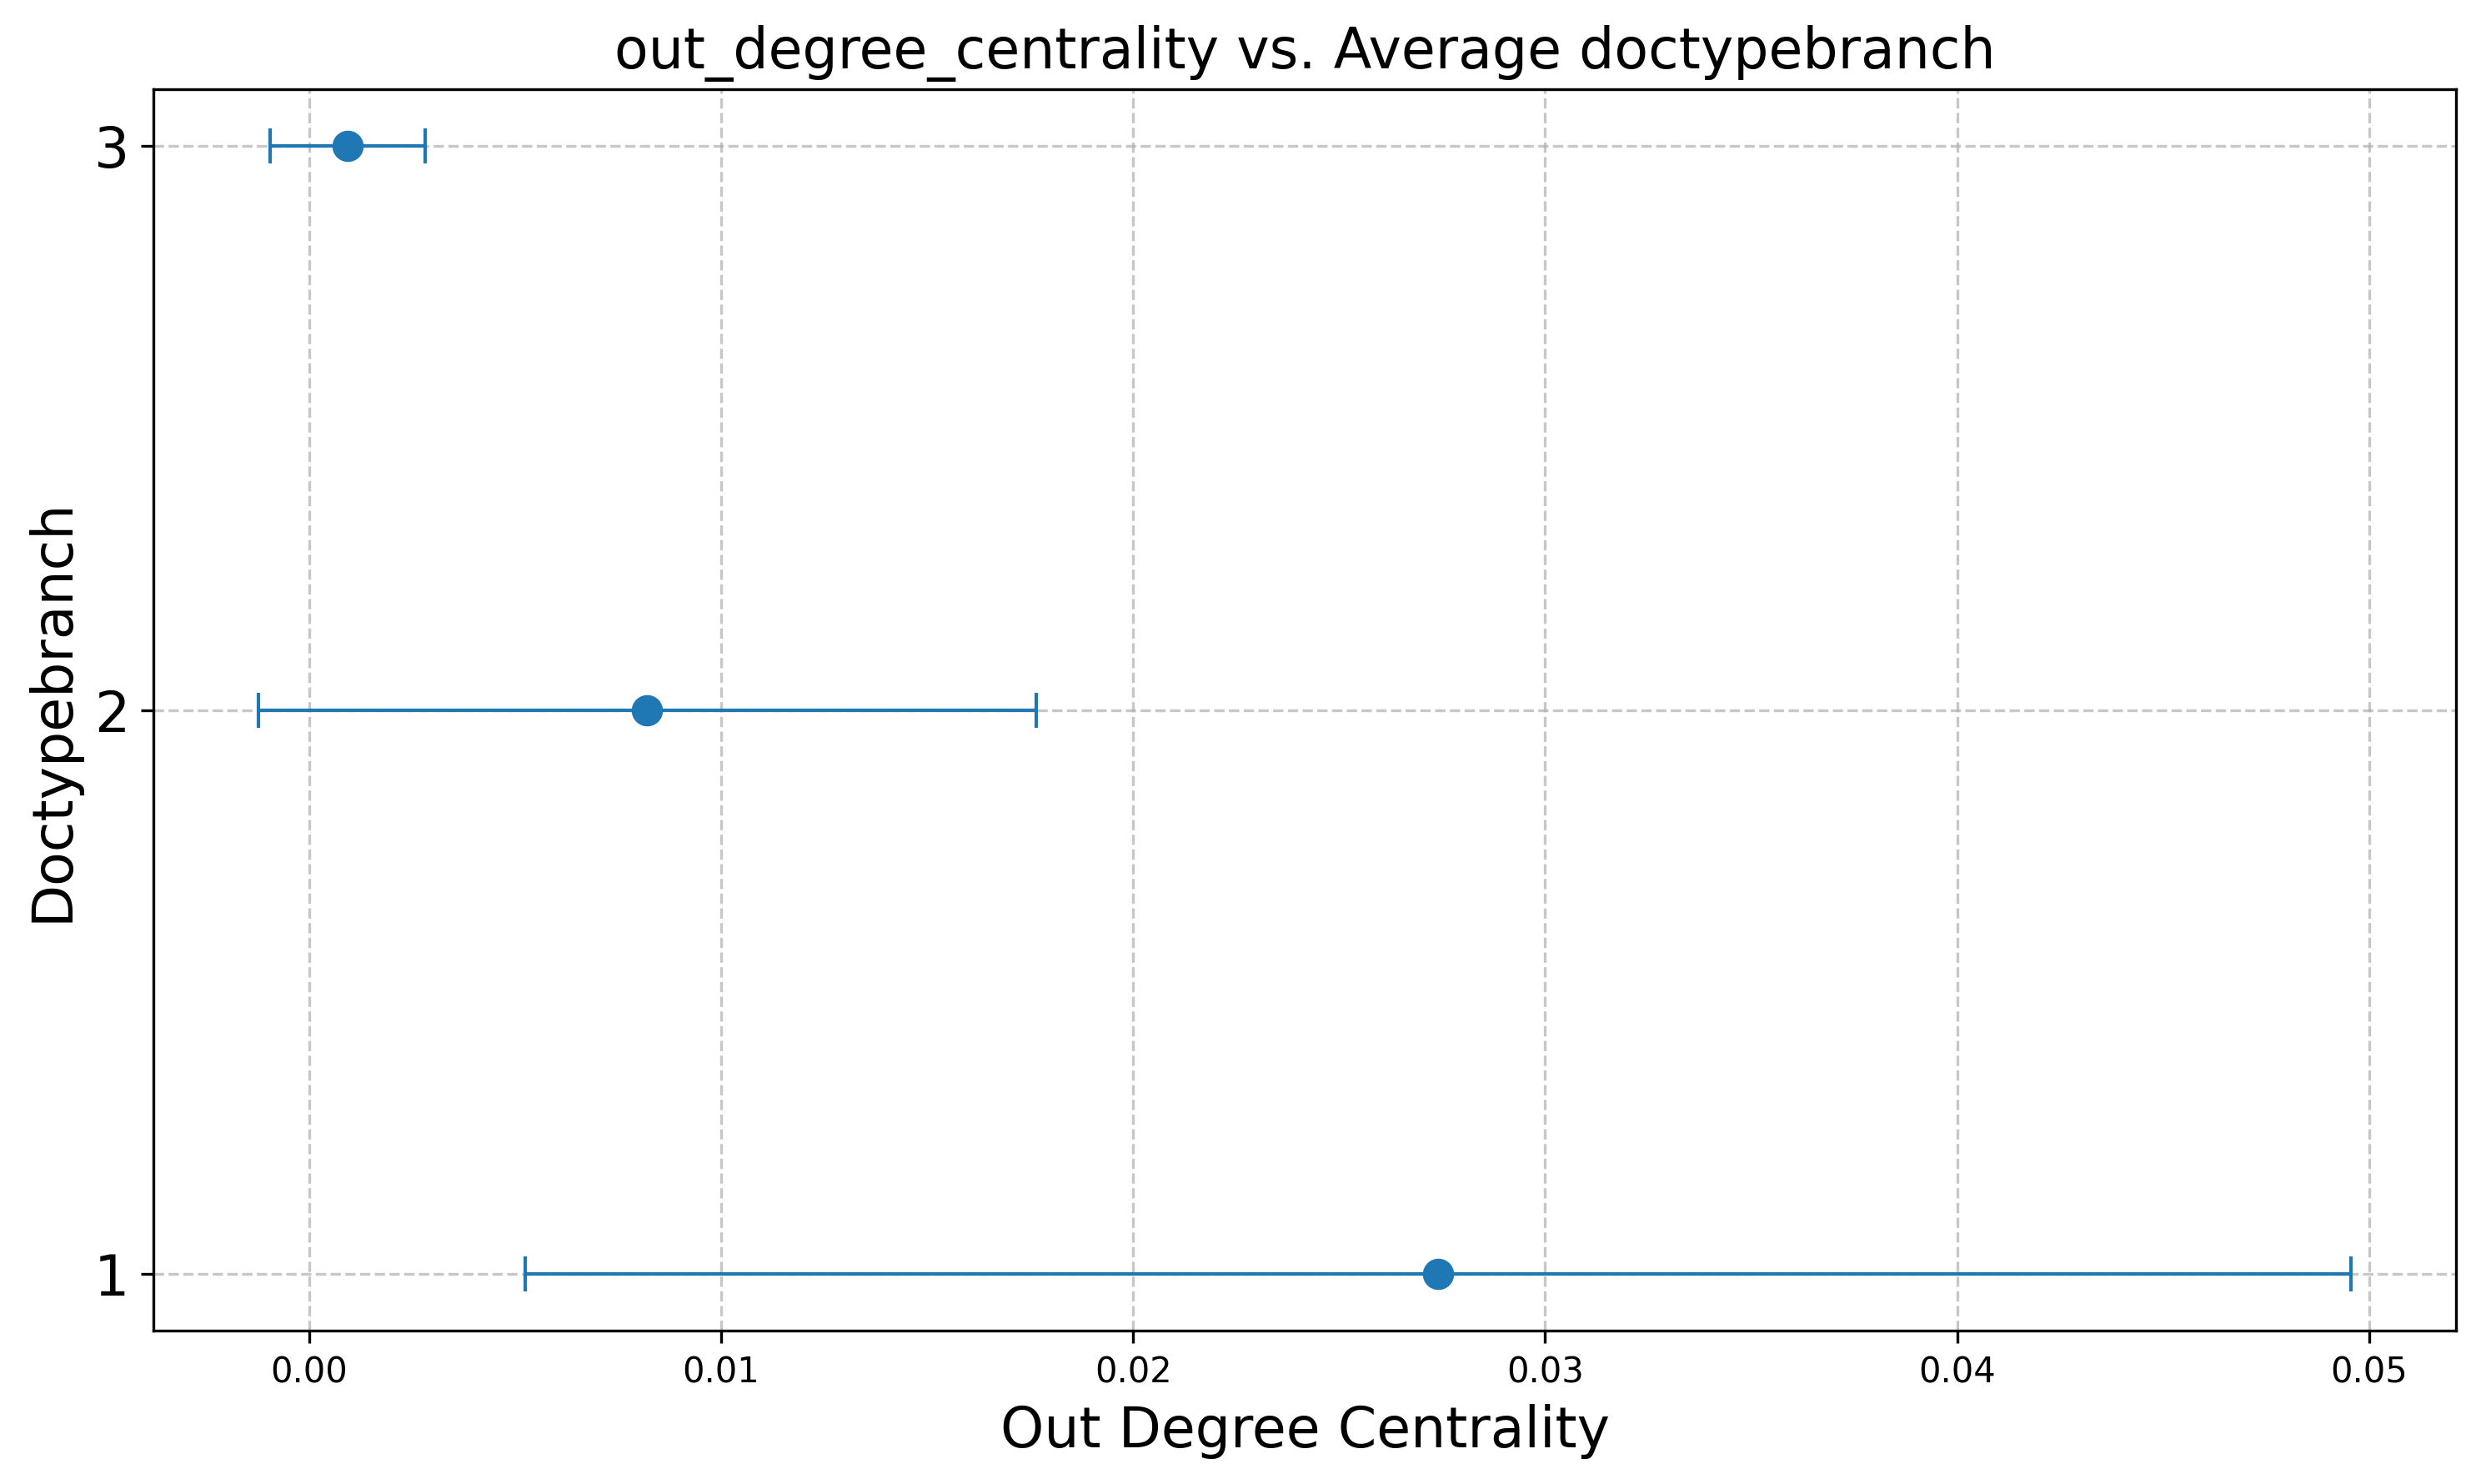 out_degree_centrality vs. Average doctypebranch
3
2
1
Doctypebranch
0.00 0.01 0.02 0.03 0.04 0.05
Out Degree Centrality